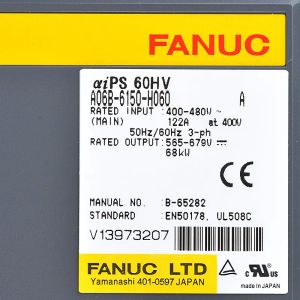 FANUC
αiPS 60HV
A06B-6150-H060 A
RATED INPUT : 400-480V~
(MAIN) 122A at 400V
50Hz/60Hz 3-ph
RATED OUTPUT: 565-679V
68kW
MANUAL NO. : B-65282
STANDARD : EN50178, UL508C
V13973207
FANUC LTD
Yamanashi 401-0597 JAPAN
c UL us
made in JAPAN